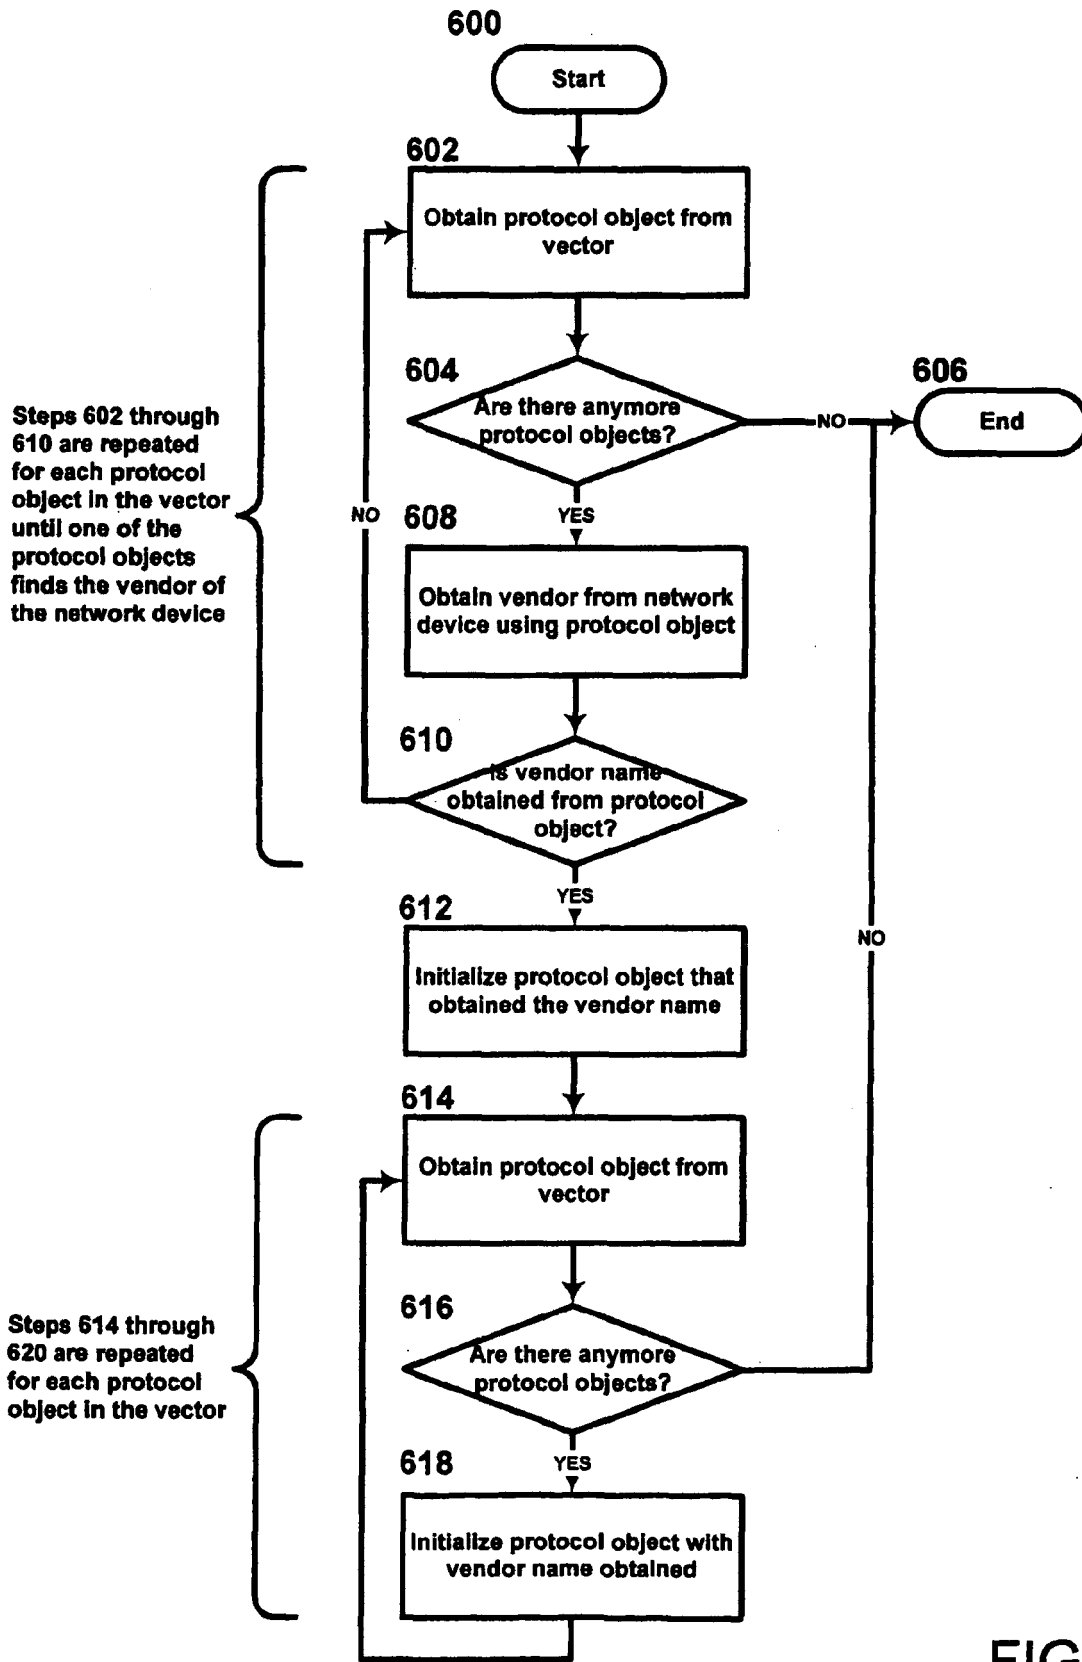 600
Start
602
Obtain protocol object from
vector
604
Are there anymore
protocol objects?
NO
606
End
Steps 602 through
610 are repeated
for each protocol
object in the vector
until one of the
protocol objects
finds the vendor of
the network device
NO
YES
608
Obtain vendor from network
device using protocol object
610
Is vendor name
obtained from protocol
object?
YES
612
Initialize protocol object that
obtained the vendor name
NO
614
Obtain protocol object from
vector
616
Are there anymore
protocol objects?
Steps 614 through
620 are repeated
for each protocol
object in the vector
YES
618
Initialize protocol object with
vendor name obtained
FIG